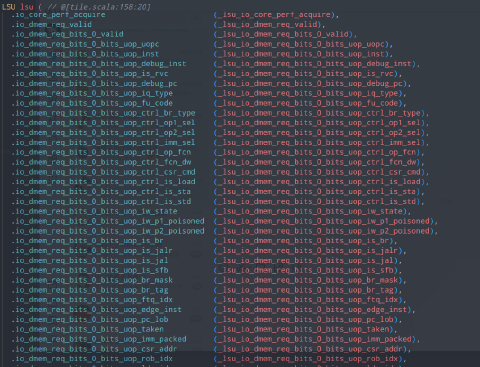 LSU lsu ( // @[tile.scala:158:20]
.io_core_perf_acquire (_lsu_io_core_perf_acquire),
.io_dmem_req_valid (_lsu_io_dmem_req_valid),
.io_dmem_req_bits_0_valid (_lsu_io_dmem_req_bits_0_valid),
.io_dmem_req_bits_0_bits_uop_uopc (_lsu_io_dmem_req_bits_0_bits_uop_uopc),
.io_dmem_req_bits_0_bits_uop_inst (_lsu_io_dmem_req_bits_0_bits_uop_inst),
.io_dmem_req_bits_0_bits_uop_debug_inst (_lsu_io_dmem_req_bits_0_bits_uop_debug_inst),
.io_dmem_req_bits_0_bits_uop_is_rvc (_lsu_io_dmem_req_bits_0_bits_uop_is_rvc),
.io_dmem_req_bits_0_bits_uop_debug_pc (_lsu_io_dmem_req_bits_0_bits_uop_debug_pc),
.io_dmem_req_bits_0_bits_uop_iq_type (_lsu_io_dmem_req_bits_0_bits_uop_iq_type),
.io_dmem_req_bits_0_bits_uop_fu_code (_lsu_io_dmem_req_bits_0_bits_uop_fu_code),
.io_dmem_req_bits_0_bits_uop_ctrl_br_type (_lsu_io_dmem_req_bits_0_bits_uop_ctrl_br_type),
.io_dmem_req_bits_0_bits_uop_ctrl_op1_sel (_lsu_io_dmem_req_bits_0_bits_uop_ctrl_op1_sel),
.io_dmem_req_bits_0_bits_uop_ctrl_op2_sel (_lsu_io_dmem_req_bits_0_bits_uop_ctrl_op2_sel),
.io_dmem_req_bits_0_bits_uop_ctrl_imm_sel (_lsu_io_dmem_req_bits_0_bits_uop_ctrl_imm_sel),
.io_dmem_req_bits_0_bits_uop_ctrl_op_fcn (_lsu_io_dmem_req_bits_0_bits_uop_ctrl_op_fcn),
.io_dmem_req_bits_0_bits_uop_ctrl_fcn_dw (_lsu_io_dmem_req_bits_0_bits_uop_ctrl_fcn_dw),
.io_dmem_req_bits_0_bits_uop_ctrl_csr_cmd (_lsu_io_dmem_req_bits_0_bits_uop_ctrl_csr_cmd),
.io_dmem_req_bits_0_bits_uop_ctrl_is_load (_lsu_io_dmem_req_bits_0_bits_uop_ctrl_is_load),
.io_dmem_req_bits_0_bits_uop_ctrl_is_sta (_lsu_io_dmem_req_bits_0_bits_uop_ctrl_is_sta),
.io_dmem_req_bits_0_bits_uop_ctrl_is_std (_lsu_io_dmem_req_bits_0_bits_uop_ctrl_is_std),
.io_dmem_req_bits_0_bits_uop_iw_state (_lsu_io_dmem_req_bits_0_bits_uop_iw_state),
.io_dmem_req_bits_0_bits_uop_iw_p1_poisoned (_lsu_io_dmem_req_bits_0_bits_uop_iw_p1_poisoned),
.io_dmem_req_bits_0_bits_uop_iw_p2_poisoned (_lsu_io_dmem_req_bits_0_bits_uop_iw_p2_poisoned),
.io_dmem_req_bits_0_bits_uop_is_br (_lsu_io_dmem_req_bits_0_bits_uop_is_br),
.io_dmem_req_bits_0_bits_uop_is_jalr (_lsu_io_dmem_req_bits_0_bits_uop_is_jalr),
.io_dmem_req_bits_0_bits_uop_is_jal (_lsu_io_dmem_req_bits_0_bits_uop_is_jal),
.io_dmem_req_bits_0_bits_uop_is_sfb (_lsu_io_dmem_req_bits_0_bits_uop_is_sfb),
.io_dmem_req_bits_0_bits_uop_br_mask (_lsu_io_dmem_req_bits_0_bits_uop_br_mask),
.io_dmem_req_bits_0_bits_uop_br_tag (_lsu_io_dmem_req_bits_0_bits_uop_br_tag),
.io_dmem_req_bits_0_bits_uop_ftq_idx (_lsu_io_dmem_req_bits_0_bits_uop_ftq_idx),
.io_dmem_req_bits_0_bits_uop_edge_inst (_lsu_io_dmem_req_bits_0_bits_uop_edge_inst),
.io_dmem_req_bits_0_bits_uop_pc_lob (_lsu_io_dmem_req_bits_0_bits_uop_pc_lob),
.io_dmem_req_bits_0_bits_uop_taken (_lsu_io_dmem_req_bits_0_bits_uop_taken),
.io_dmem_req_bits_0_bits_uop_imm_packed (_lsu_io_dmem_req_bits_0_bits_uop_imm_packed),
.io_dmem_req_bits_0_bits_uop_csr_addr (_lsu_io_dmem_req_bits_0_bits_uop_csr_addr),
.io_dmem_req_bits_0_bits_uop_rob_idx (_lsu_io_dmem_req_bits_0_bits_uop_rob_idx),